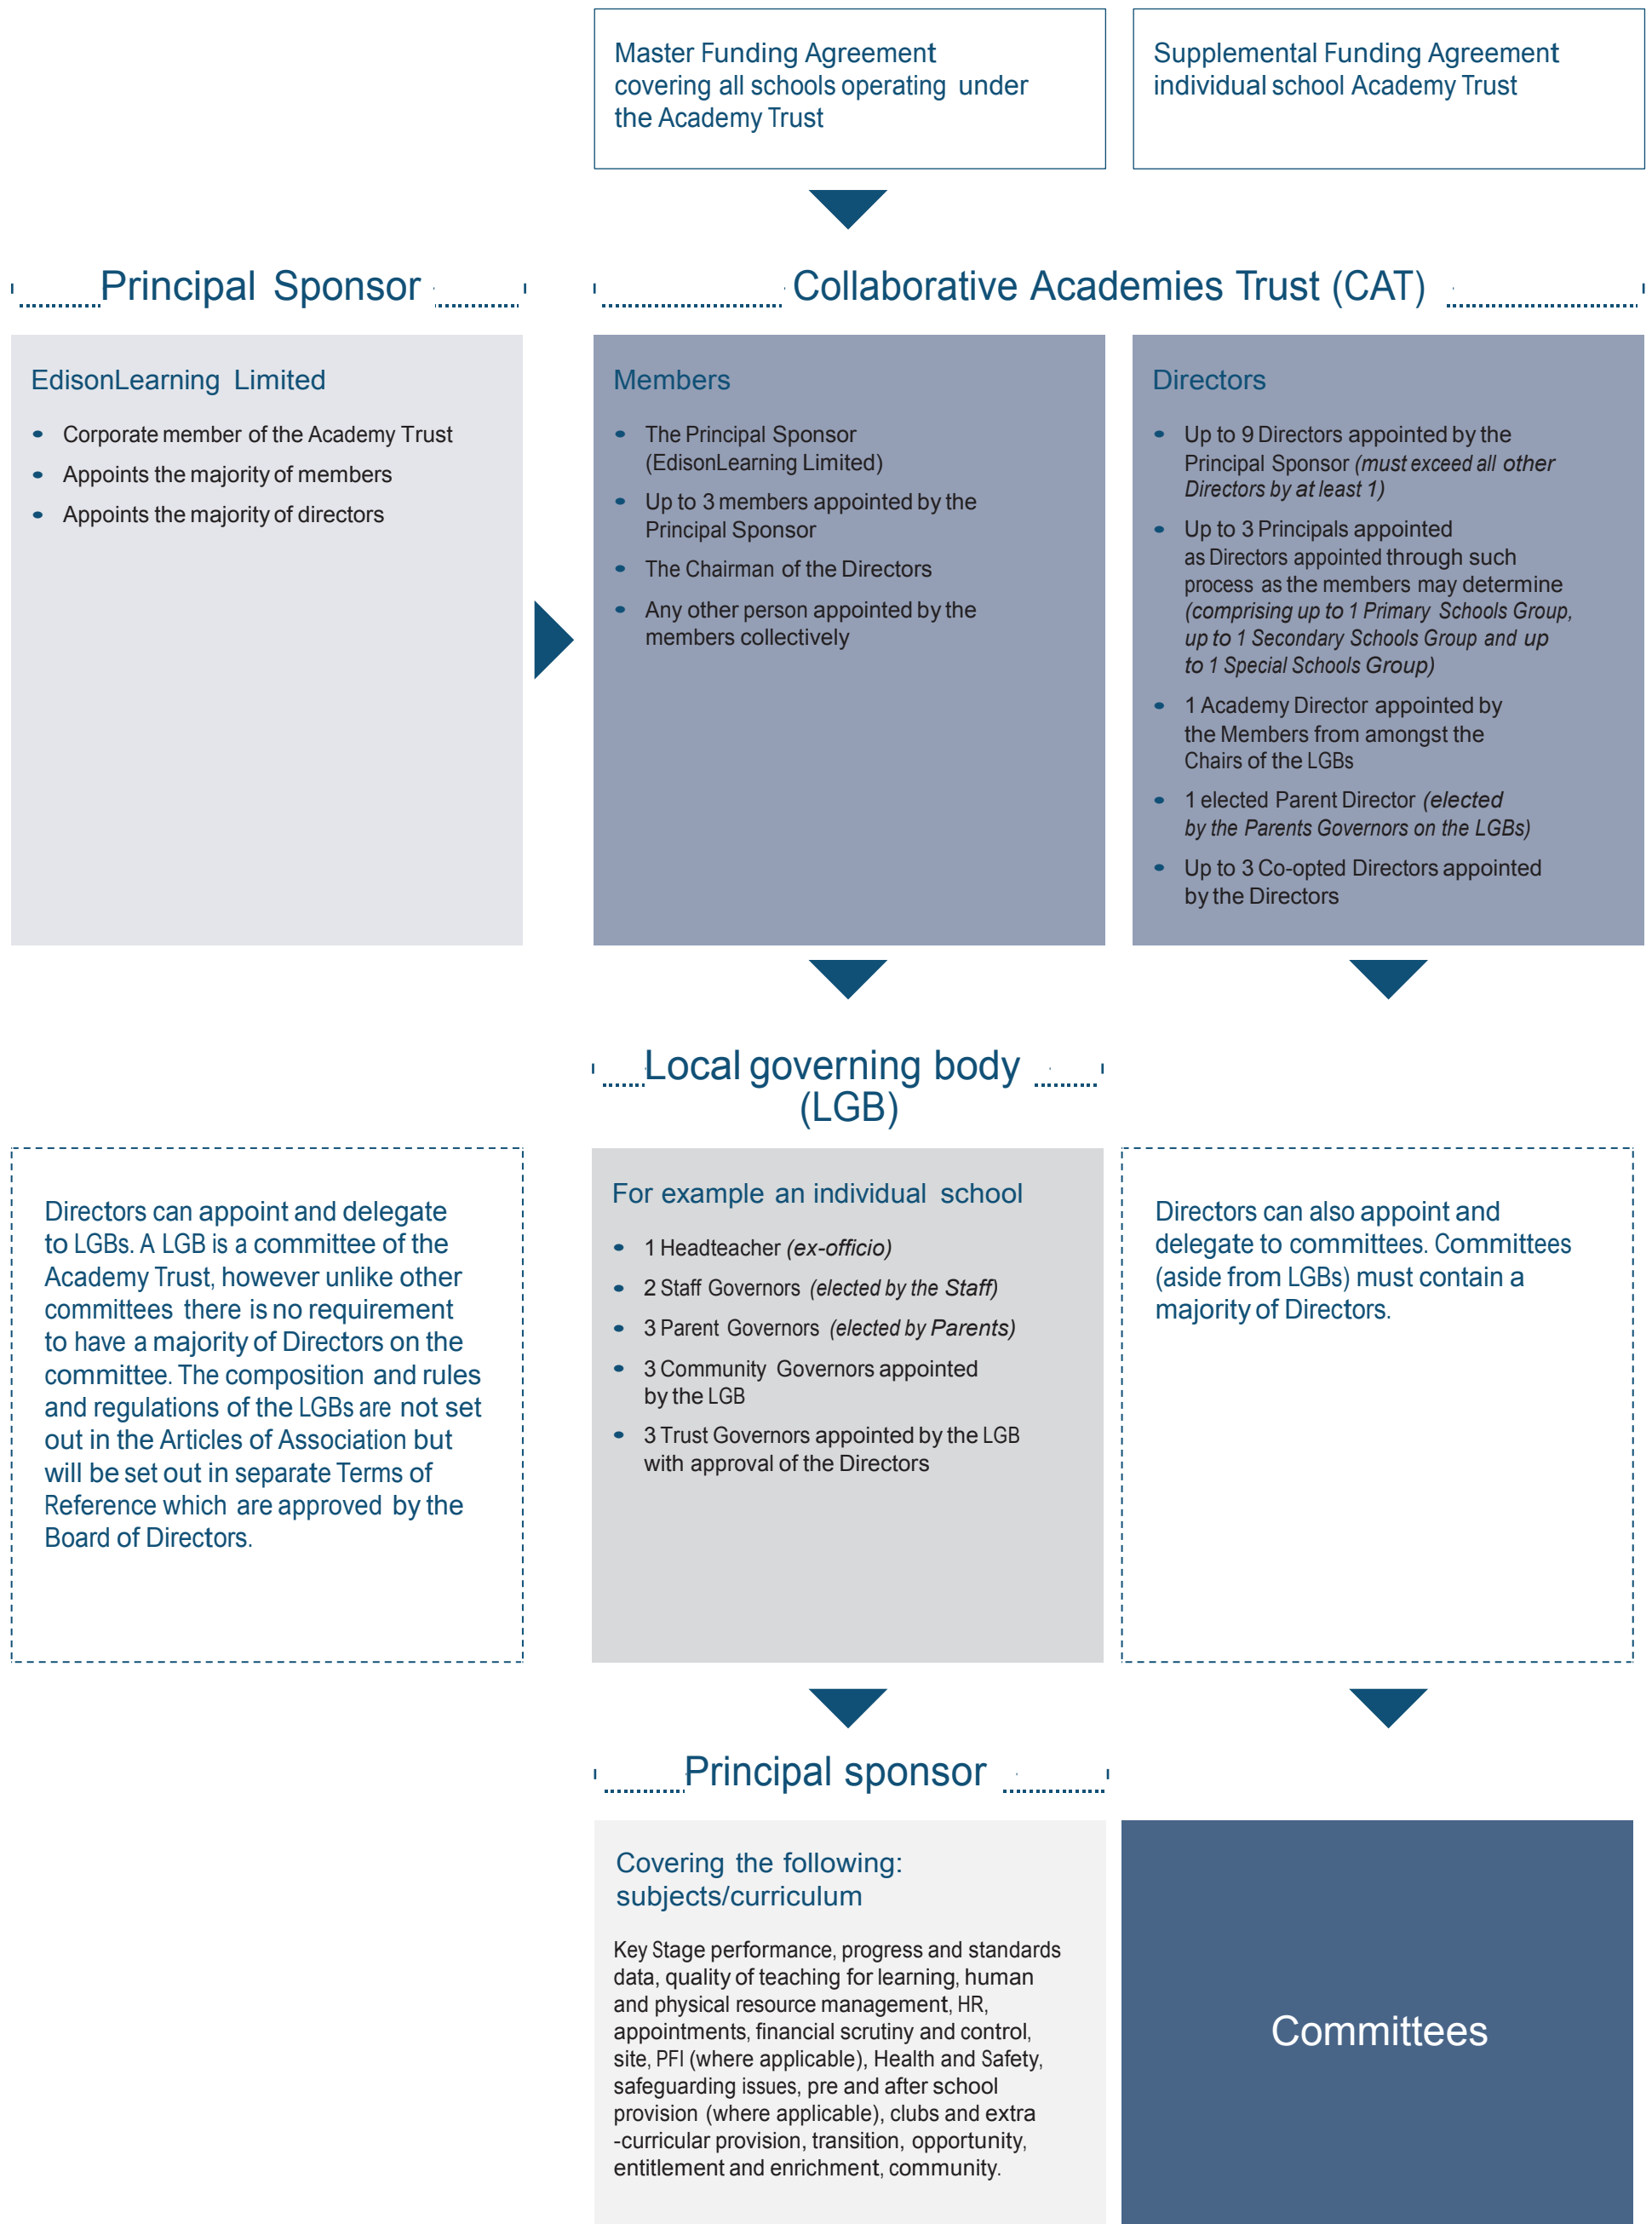 Master Funding Agreement
covering all schools operating under
the Academy Trust
Supplemental Funding Agreement
individual school Academy Trust
Principal Sponsor
Collaborative Academies Trust (CAT)
EdisonLearning Limited
• Corporate member of the Academy Trust
• Appoints the majority of members
• Appoints the majority of directors
Members
• The Principal Sponsor
(EdisonLearning Limited)
• Up to 3 members appointed by the
Principal Sponsor
• The Chairman of the Directors
• Any other person appointed by the
members collectively
Directors
• Up to 9 Directors appointed by the
Principal Sponsor (must exceed all other
Directors by at least 1)
• Up to 3 Principals appointed
as Directors appointed through such
process as the members may determine
(comprising up to 1 Primary Schools Group,
up to 1 Secondary Schools Group and up
to 1 Special Schools Group)
• 1 Academy Director appointed by
the Members from amongst the
Chairs of the LGBs
• 1 elected Parent Director (elected
by the Parents Governors on the LGBs)
• Up to 3 Co-opted Directors appointed
by the Directors
Local governing body
(LGB)
Directors can appoint and delegate
to LGBs. A LGB is a committee of the
Academy Trust, however unlike other
committees there is no requirement
to have a majority of Directors on the
committee. The composition and rules
and regulations of the LGBs are not set
out in the Articles of Association but
will be set out in separate Terms of
Reference which are approved by the
Board of Directors.
For example an individual school
• 1 Headteacher (ex-officio)
• 2 Staff Governors (elected by the Staff)
• 3 Parent Governors (elected by Parents)
• 3 Community Governors appointed
by the LGB
• 3 Trust Governors appointed by the LGB
with approval of the Directors
Directors can also appoint and
delegate to committees. Committees
(aside from LGBs) must contain a
majority of Directors.
Principal sponsor
Covering the following:
subjects/curriculum
Key Stage performance, progress and standards
data, quality of teaching for learning, human
and physical resource management, HR,
appointments, financial scrutiny and control,
site, PFI (where applicable), Health and Safety,
safeguarding issues, pre and after school
provision (where applicable), clubs and extra
-curricular provision, transition, opportunity,
entitlement and enrichment, community.
Committees